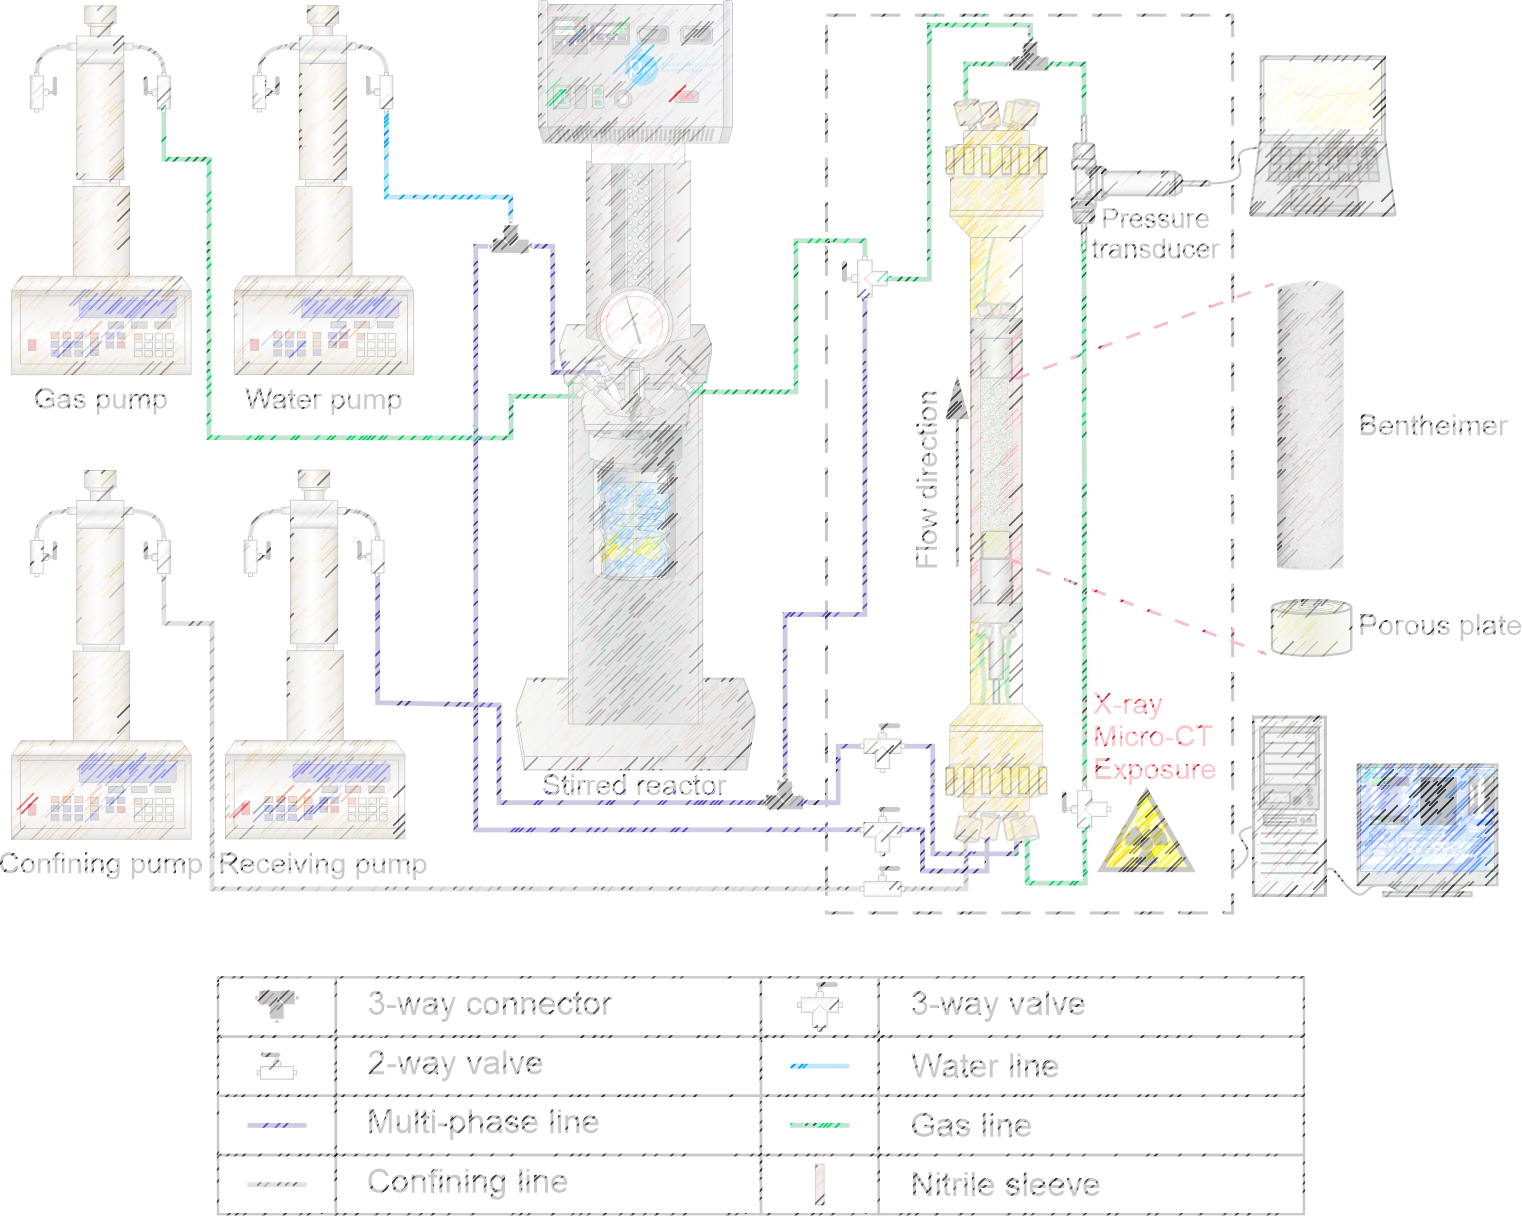 Pressure
transducer
Gas pump
Water pump
Flow direction
Bentheimer
Porous plate
X-ray
Micro-CT
Exposure
Stirred reactor
Confining pump
Receiving pump
3-way connector
3-way valve
2-way valve
Water line
Multi-phase line
Gas line
Confining line
Nitrile sleeve